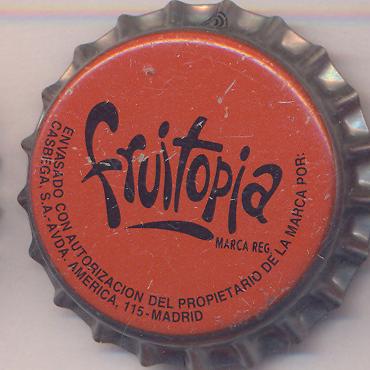 fruitopia
MARCA REG.
ENVASADO CON AUTORIZACION DEL PROPIETARIO DE LA MARCA POR:
CASBEGA, S.A.-AVDA. AMERICA, 115-MADRID